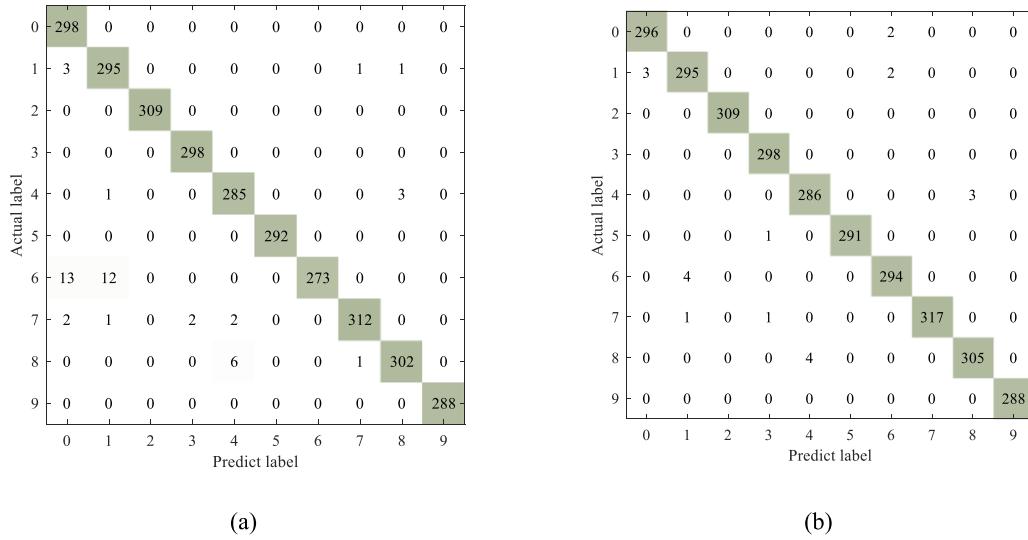 0 298 0 0 0 0 0 0 0 0 0
1 3 295 0 0 0 0 0 1 1 0
2 0 0 309 0 0 0 0 0 0 0
3 0 0 0 298 0 0 0 0 0 0
4 0 1 0 0 285 0 0 0 3 0
5 0 0 0 0 0 292 0 0 0 0
6 13 12 0 0 0 0 273 0 0 0
7 2 1 0 2 2 0 0 312 0 0
8 0 0 0 0 6 0 0 1 302 0
9 0 0 0 0 0 0 0 0 0 288
0 1 2 3 4 5 6 7 8 9
Actual label
Predict label
(a)
0 296 0 0 0 0 0 2 0 0 0
1 3 295 0 0 0 0 2 0 0 0
2 0 0 309 0 0 0 0 0 0 0
3 0 0 0 298 0 0 0 0 0 0
4 0 0 0 0 286 0 0 0 3 0
5 0 0 0 1 0 291 0 0 0 0
6 0 4 0 0 0 0 294 0 0 0
7 0 1 0 1 0 0 0 317 0 0
8 0 0 0 0 4 0 0 0 305 0
9 0 0 0 0 0 0 0 0 0 288
0 1 2 3 4 5 6 7 8 9
Actual label
Predict label
(b)